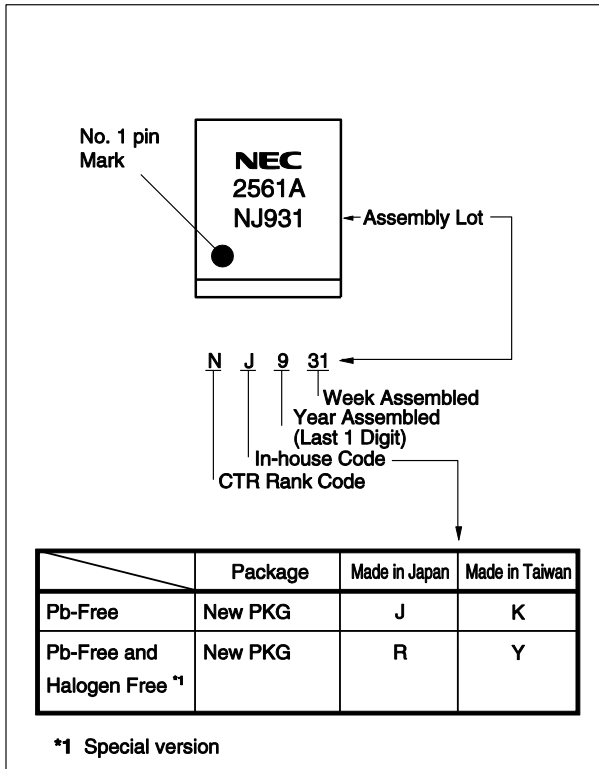 No. 1 pin
Mark
NEC
2561A
NJ931
Assembly Lot
N J 9 31
Week Assembled
Year Assembled
(Last 1 Digit)
In-house Code
CTR Rank Code
Package Made in Japan Made in Taiwan
Pb-Free New PKG J K
Pb-Free and New PKG R Y
Halogen Free *1
*1 Special version